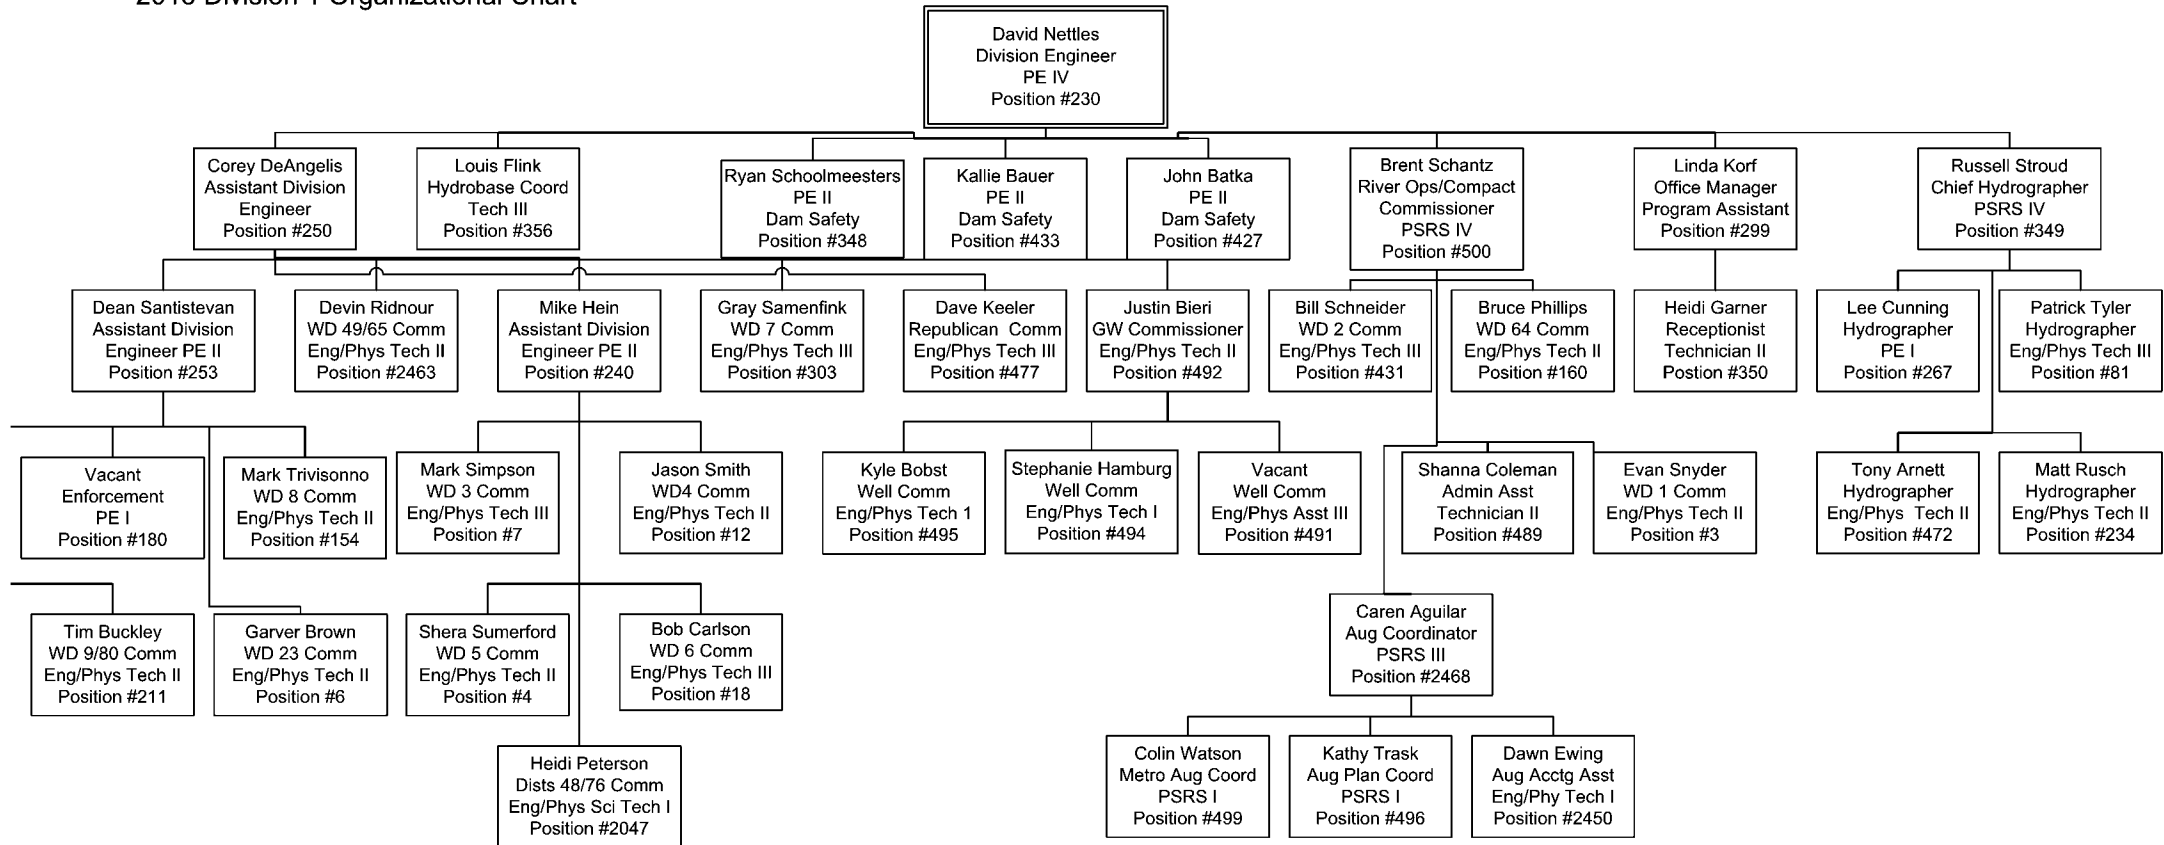 2016 Division 1 Organizational Chart
David Nettles
Division Engineer
PE IV
Position #230
Corey DeAngelis
Assistant Division
Engineer
Position #250
Louis Flink
Hydrobase Coord
Tech III
Position #356
Ryan Schoolmeesters
PE II
Dam Safety
Position #348
Kallie Bauer
PE II
Dam Safety
Position #433
John Batka
PE II
Dam Safety
Position #427
Brent Schantz
River Ops/Compact
Commissioner
PSRS IV
Position #500
Linda Korf
Office Manager
Program Assistant
Position #299
Russell Stroud
Chief Hydrographer
PSRS IV
Position #349
Dean Santistevan
Assistant Division
Engineer PE II
Position #253
Devin Ridnour
WD 49/65 Comm
Eng/Phys Tech II
Position #2463
Mike Hein
Assistant Division
Engineer PE II
Position #240
Gray Samenfink
WD 7 Comm
Eng/Phys Tech III
Position #303
Dave Keeler
Republican Comm
Eng/Phys Tech III
Position #477
Justin Bieri
GW Commissioner
Eng/Phys Tech II
Position #492
Bill Schneider
WD 2 Comm
Eng/Phys Tech III
Position #431
Bruce Phillips
WD 64 Comm
Eng/Phys Tech II
Position #160
Heidi Garner
Receptionist
Technician II
Postion #350
Lee Cunning
Hydrographer
PE I
Position #267
Patrick Tyler
Hydrographer
Eng/Phys Tech III
Position #81
Vacant
Enforcement
PE I
Position #180
Mark Trivisonno
WD 8 Comm
Eng/Phys Tech II
Position #154
Mark Simpson
WD 3 Comm
Eng/Phys Tech III
Position #7
Jason Smith
WD4 Comm
Eng/Phys Tech II
Position #12
Kyle Bobst
Well Comm
Eng/Phys Tech 1
Position #495
Stephanie Hamburg
Well Comm
Eng/Phys Tech I
Position #494
Vacant
Well Comm
Eng/Phys Asst III
Position #491
Shanna Coleman
Admin Asst
Technician II
Position #489
Evan Snyder
WD 1 Comm
Eng/Phys Tech II
Position #3
Tony Arnett
Hydrographer
Eng/Phys Tech II
Position #472
Matt Rusch
Hydrographer
Eng/Phys Tech II
Position #234
Tim Buckley
WD 9/80 Comm
Eng/Phys Tech II
Position #211
Garver Brown
WD 23 Comm
Eng/Phys Tech II
Position #6
Shera Sumerford
WD 5 Comm
Eng/Phys Tech II
Position #4
Bob Carlson
WD 6 Comm
Eng/Phys Tech III
Position #18
Caren Aguilar
Aug Coordinator
PSRS III
Position #2468
Heidi Peterson
Dists 48/76 Comm
Eng/Phys Sci Tech I
Position #2047
Colin Watson
Metro Aug Coord
PSRS I
Position #499
Kathy Trask
Aug Plan Coord
PSRS I
Position #496
Dawn Ewing
Aug Acctg Asst
Eng/Phy Tech I
Position #2450